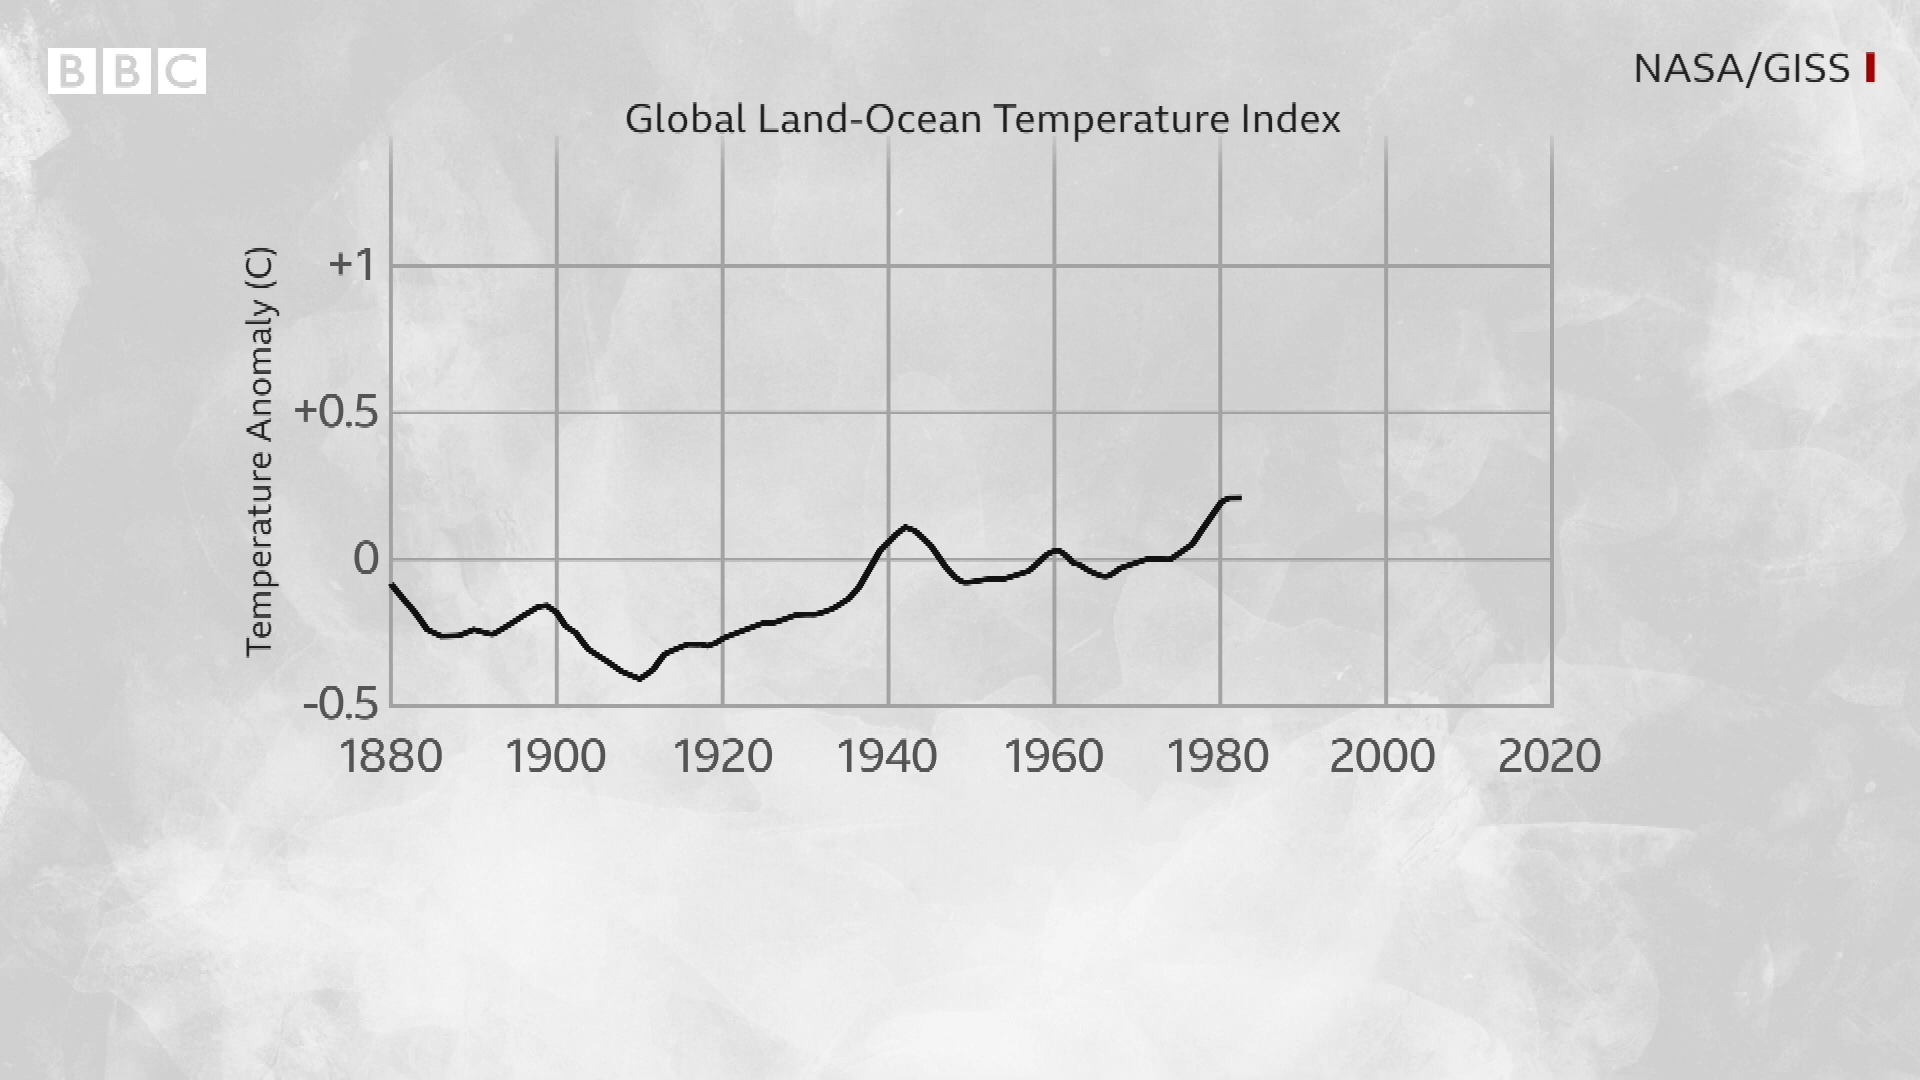 BBC
NASA/GISS
Global Land-Ocean Temperature Index
Temperature Anomaly (C)
+1
+0.5
0
-0.5
1880 1900 1920 1940 1960 1980 2000 2020